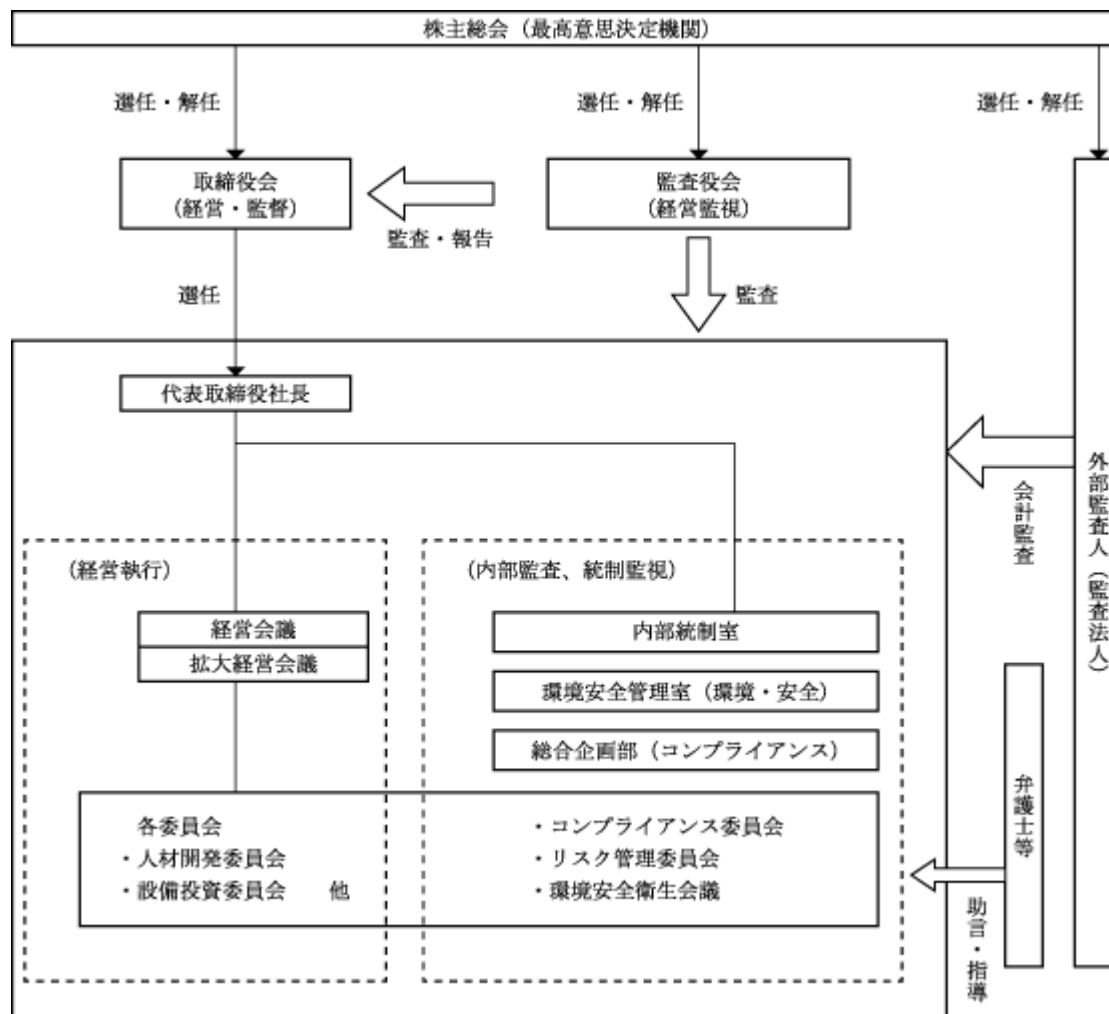 株主総会（最高意思決定機関）
選任・解任
選任・解任
選任・解任
取締役会
（経営・監督）
監査・報告
監査役会
（経営監視）
選任
監査
代表取締役社長
会計監査
外部監査人（監査法人）
（経営執行）
（内部監査、統制監視）
経営会議
拡大経営会議
内部統制室
環境安全管理室（環境・安全）
総合企画部（コンプライアンス）
各委員会
・人材開発委員会
・設備投資委員会　他
・コンプライアンス委員会
・リスク管理委員会
・環境安全衛生会議
弁護士等
助言・指導